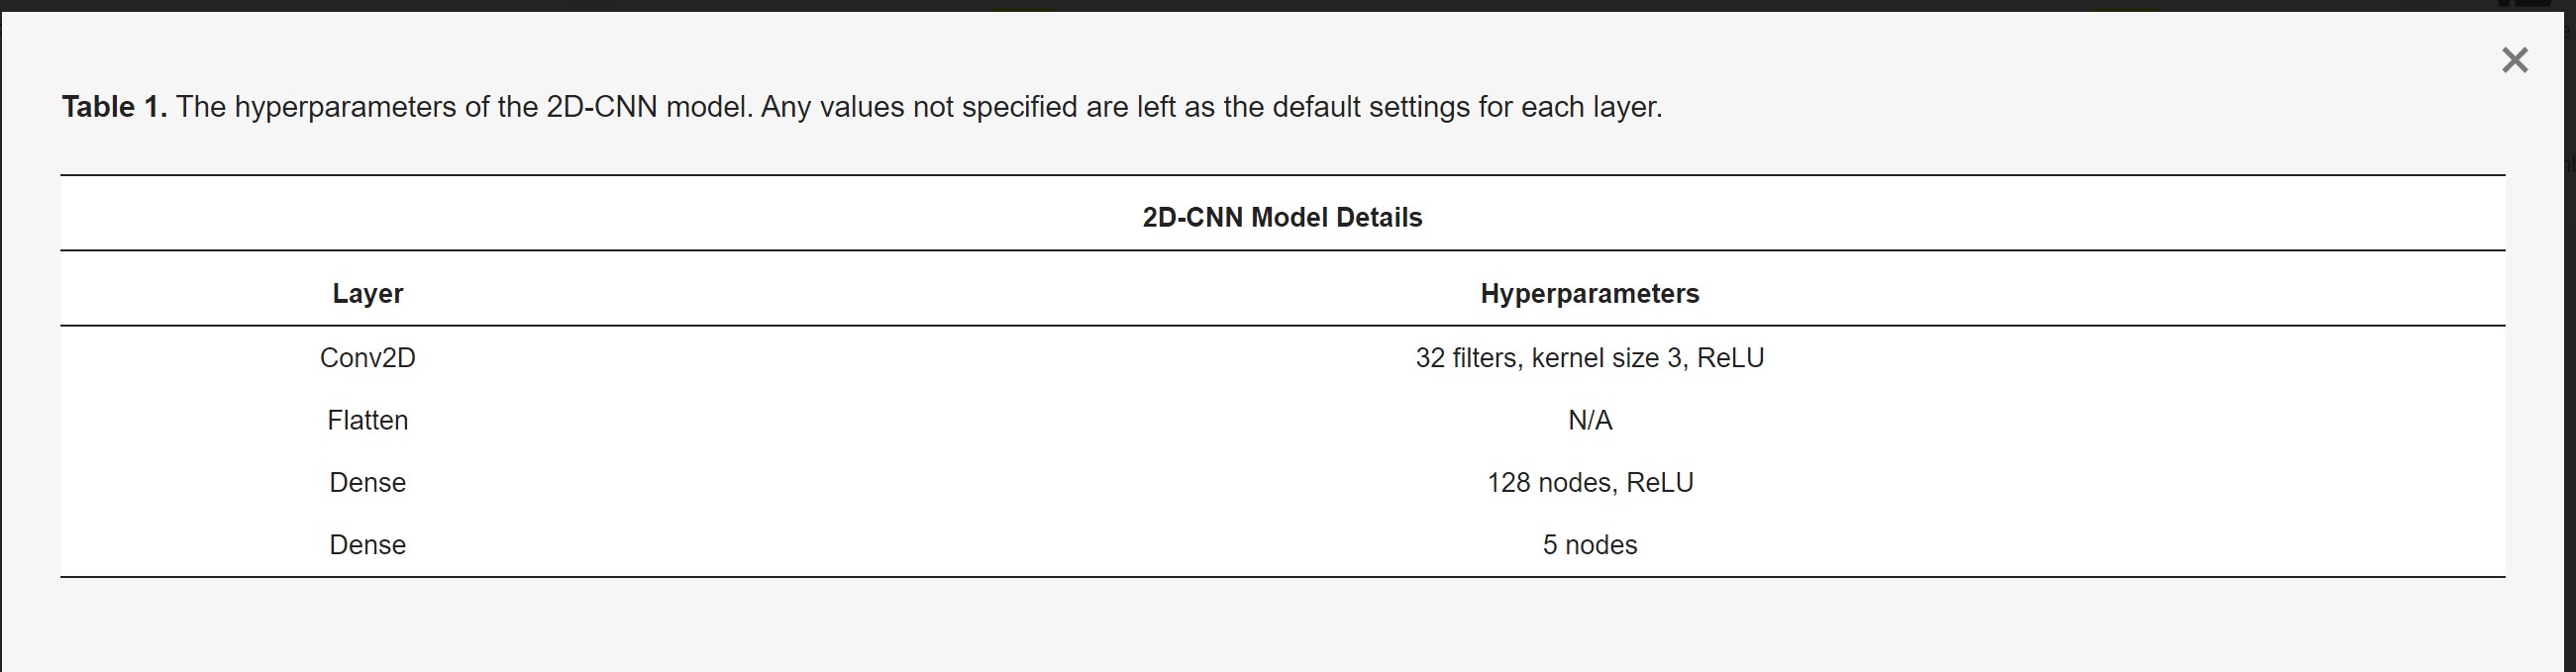 Table 1. The hyperparameters of the 2D-CNN model. Any values not specified are left as the default settings for each layer.
2D-CNN Model Details
Layer Hyperparameters
Conv2D 32 filters, kernel size 3, ReLU
Flatten N/A
Dense 128 nodes, ReLU
Dense 5 nodes